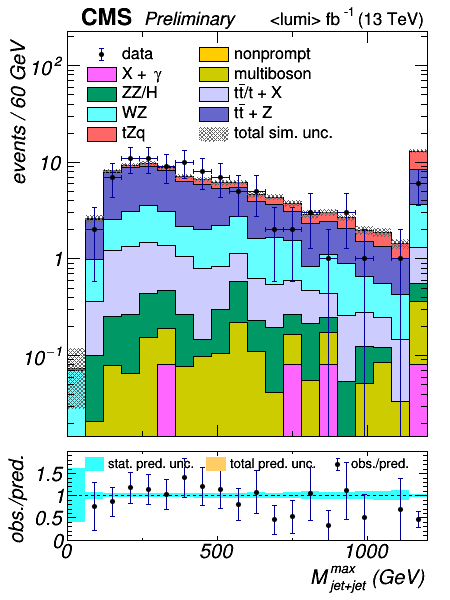 CMS Preliminary <lumi> fb⁻¹ (13 TeV)
events / 60 GeV
10²
10
1
10⁻¹
data
X + γ
ZZ/H
WZ
tZq
nonprompt
multiboson
tt̄/t + X
tt̄ + Z
total sim. unc.
obs./pred.
1.5
1
0.5
0
stat. pred. unc. total pred. unc. obs./pred.
0 500 1000
M^max_jet+jet (GeV)